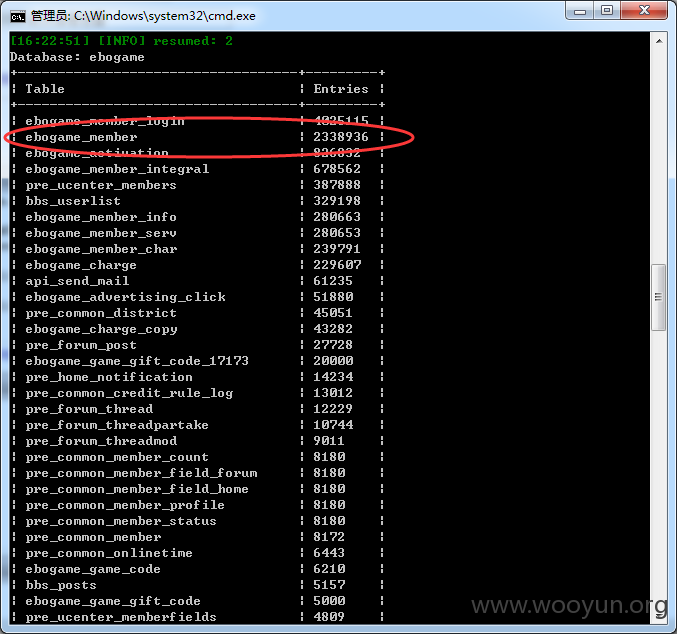 管理员: C:\Windows\system32\cmd.exe
[16:22:51] [INFO] resumed: 2
Database: ebogame
+-----------------------------------+---------+
| Table | Entries |
+-----------------------------------+---------+
| ebogame_member_login | 4025115 |
| ebogame_member | 2338936 |
| ebogame_activation | 826832 |
| ebogame_member_integral | 678562 |
| pre_ucenter_members | 387888 |
| bbs_userlist | 329198 |
| ebogame_member_info | 280663 |
| ebogame_member_serv | 280653 |
| ebogame_member_char | 239791 |
| ebogame_charge | 229607 |
| api_send_mail | 61235 |
| ebogame_advertising_click | 51880 |
| pre_common_district | 45051 |
| ebogame_charge_copy | 43282 |
| pre_forum_post | 27728 |
| ebogame_game_gift_code_17173 | 20000 |
| pre_home_notification | 14234 |
| pre_common_credit_rule_log | 13012 |
| pre_forum_thread | 12229 |
| pre_forum_threadpartake | 10744 |
| pre_forum_threadmod | 9011 |
| pre_common_member_count | 8180 |
| pre_common_member_field_forum | 8180 |
| pre_common_member_field_home | 8180 |
| pre_common_member_profile | 8180 |
| pre_common_member_status | 8180 |
| pre_common_member | 8172 |
| pre_common_onlinetime | 6443 |
| ebogame_game_code | 6210 |
| bbs_posts | 5157 |
| ebogame_game_gift_code | 5000 |
| pre_ucenter_memberfields | 4809 |
www.wooyun.org